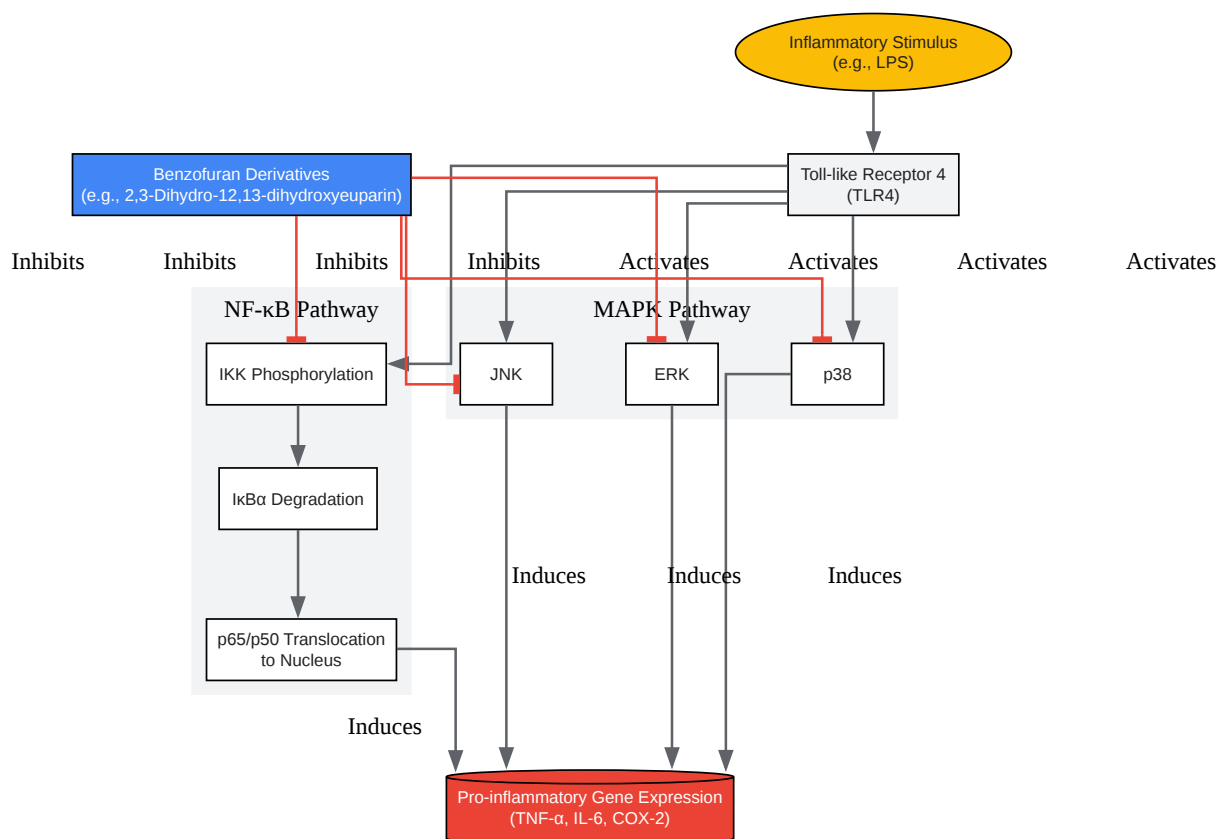 Inflammatory Stimulus
(e.g., LPS)
Benzofuran Derivatives
(e.g., 2,3-Dihydro-12,13-dihydroxyeuparin)
Toll-like Receptor 4
(TLR4)
Inhibits Inhibits Inhibits Inhibits Activates Activates Activates Activates
NF-κB Pathway
MAPK Pathway
IKK Phosphorylation
JNK
ERK
p38
IκBα Degradation
Induces Induces Induces
p65/p50 Translocation
to Nucleus
Induces
Pro-inflammatory Gene Expression
(TNF-α, IL-6, COX-2)